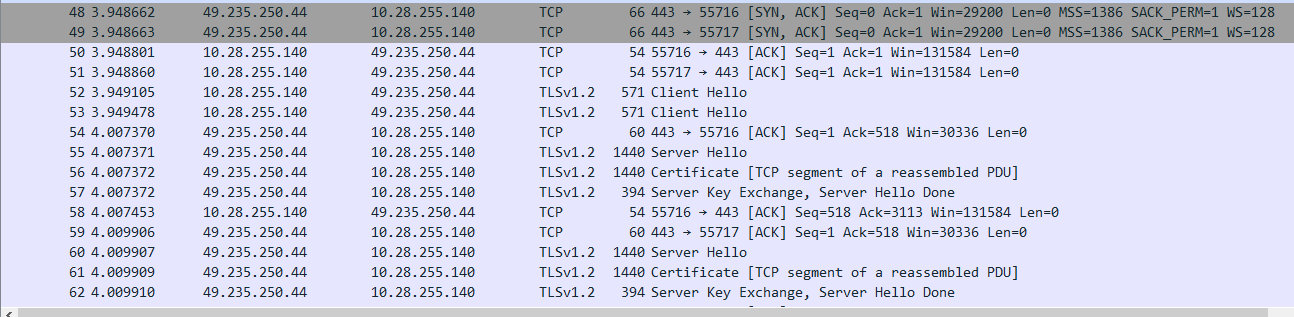 48 3.948662 49.235.250.44 10.28.255.140 TCP 66 443 → 55716 [SYN, ACK] Seq=0 Ack=1 Win=29200 Len=0 MSS=1386 SACK_PERM=1 WS=128
49 3.948663 49.235.250.44 10.28.255.140 TCP 66 443 → 55717 [SYN, ACK] Seq=0 Ack=1 Win=29200 Len=0 MSS=1386 SACK_PERM=1 WS=128
50 3.948801 10.28.255.140 49.235.250.44 TCP 54 55716 → 443 [ACK] Seq=1 Ack=1 Win=131584 Len=0
51 3.948860 10.28.255.140 49.235.250.44 TCP 54 55717 → 443 [ACK] Seq=1 Ack=1 Win=131584 Len=0
52 3.949105 10.28.255.140 49.235.250.44 TLSv1.2 571 Client Hello
53 3.949478 10.28.255.140 49.235.250.44 TLSv1.2 571 Client Hello
54 4.007370 49.235.250.44 10.28.255.140 TCP 60 443 → 55716 [ACK] Seq=1 Ack=518 Win=30336 Len=0
55 4.007371 49.235.250.44 10.28.255.140 TLSv1.2 1440 Server Hello
56 4.007372 49.235.250.44 10.28.255.140 TLSv1.2 1440 Certificate [TCP segment of a reassembled PDU]
57 4.007372 49.235.250.44 10.28.255.140 TLSv1.2 394 Server Key Exchange, Server Hello Done
58 4.007453 10.28.255.140 49.235.250.44 TCP 54 55716 → 443 [ACK] Seq=518 Ack=3113 Win=131584 Len=0
59 4.009906 49.235.250.44 10.28.255.140 TCP 60 443 → 55717 [ACK] Seq=1 Ack=518 Win=30336 Len=0
60 4.009907 49.235.250.44 10.28.255.140 TLSv1.2 1440 Server Hello
61 4.009909 49.235.250.44 10.28.255.140 TLSv1.2 1440 Certificate [TCP segment of a reassembled PDU]
62 4.009910 49.235.250.44 10.28.255.140 TLSv1.2 394 Server Key Exchange, Server Hello Done